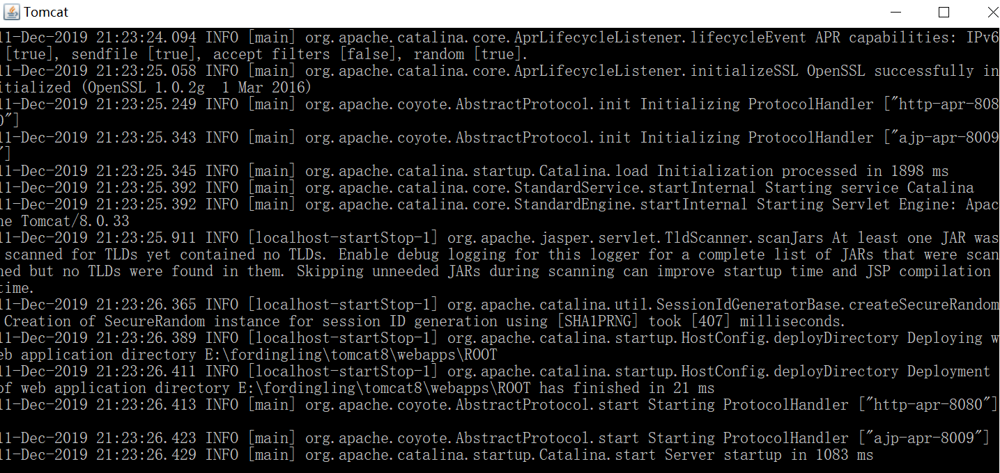 Tomcat
11-Dec-2019 21:23:24.094 INFO [main] org.apache.catalina.core.AprLifecycleListener.lifecycleEvent APR capabilities: IPv6
[true], sendfile [true], accept filters [false], random [true].
11-Dec-2019 21:23:25.058 INFO [main] org.apache.catalina.core.AprLifecycleListener.initializeSSL OpenSSL successfully in
itialized (OpenSSL 1.0.2g  1 Mar 2016)
11-Dec-2019 21:23:25.249 INFO [main] org.apache.coyote.AbstractProtocol.init Initializing ProtocolHandler ["http-apr-808
0"]
11-Dec-2019 21:23:25.343 INFO [main] org.apache.coyote.AbstractProtocol.init Initializing ProtocolHandler ["ajp-apr-8009
"]
11-Dec-2019 21:23:25.345 INFO [main] org.apache.catalina.startup.Catalina.load Initialization processed in 1898 ms
11-Dec-2019 21:23:25.392 INFO [main] org.apache.catalina.core.StandardService.startInternal Starting service Catalina
11-Dec-2019 21:23:25.392 INFO [main] org.apache.catalina.core.StandardEngine.startInternal Starting Servlet Engine: Apac
he Tomcat/8.0.33
11-Dec-2019 21:23:25.911 INFO [localhost-startStop-1] org.apache.jasper.servlet.TldScanner.scanJars At least one JAR was
scanned for TLDs yet contained no TLDs. Enable debug logging for this logger for a complete list of JARs that were scan
ned but no TLDs were found in them. Skipping unneeded JARs during scanning can improve startup time and JSP compilation
time.
11-Dec-2019 21:23:26.365 INFO [localhost-startStop-1] org.apache.catalina.util.SessionIdGeneratorBase.createSecureRandom
Creation of SecureRandom instance for session ID generation using [SHA1PRNG] took [407] milliseconds.
11-Dec-2019 21:23:26.389 INFO [localhost-startStop-1] org.apache.catalina.startup.HostConfig.deployDirectory Deploying w
eb application directory E:\fordingling\tomcat8\webapps\ROOT
11-Dec-2019 21:23:26.411 INFO [localhost-startStop-1] org.apache.catalina.startup.HostConfig.deployDirectory Deployment
of web application directory E:\fordingling\tomcat8\webapps\ROOT has finished in 21 ms
11-Dec-2019 21:23:26.413 INFO [main] org.apache.coyote.AbstractProtocol.start Starting ProtocolHandler ["http-apr-8080"]
11-Dec-2019 21:23:26.423 INFO [main] org.apache.coyote.AbstractProtocol.start Starting ProtocolHandler ["ajp-apr-8009"]
11-Dec-2019 21:23:26.429 INFO [main] org.apache.catalina.startup.Catalina.start Server startup in 1083 ms